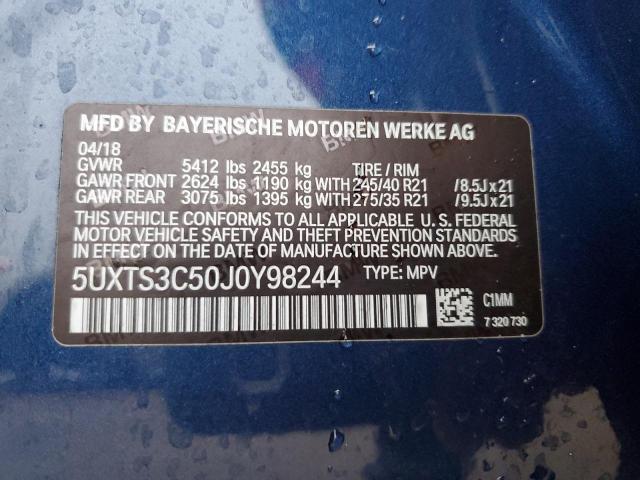 MFD BY BAYERISCHE MOTOREN WERKE AG
04/18
GVWR 5412 lbs 2455 kg TIRE / RIM
GAWR FRONT 2624 lbs 1190 kg WITH 245/40 R21 /8.5J x 21
GAWR REAR 3075 lbs 1395 kg WITH 275/35 R21 /9.5J x 21
THIS VEHICLE CONFORMS TO ALL APPLICABLE U. S. FEDERAL
MOTOR VEHICLE SAFETY AND THEFT PREVENTION STANDARDS
IN EFFECT ON THE DATE OF MANUFACTURE SHOWN ABOVE.
5UXTS3C50J0Y98244 TYPE: MPV
C1MM
7 320 730